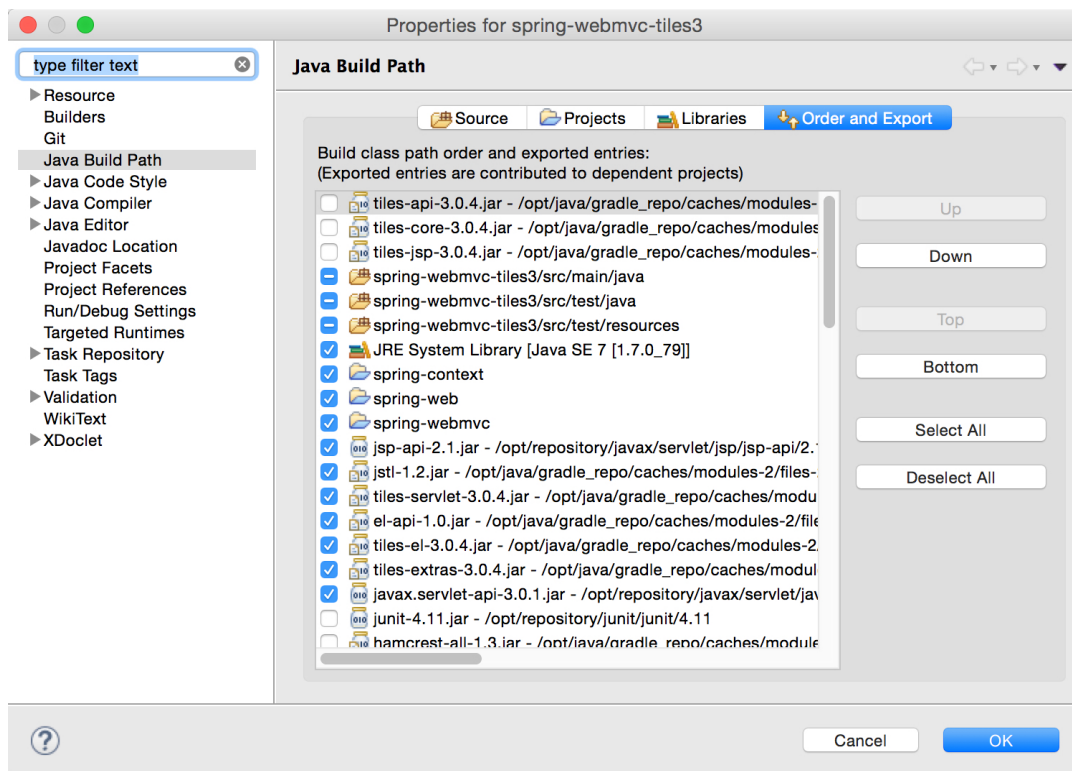 Properties for spring-webmvc-tiles3
type filter text
Resource
Builders
Git
Java Build Path
Java Code Style
Java Compiler
Java Editor
Javadoc Location
Project Facets
Project References
Run/Debug Settings
Targeted Runtimes
Task Repository
Task Tags
Validation
WikiText
XDoclet
Java Build Path
Source Projects Libraries Order and Export
Build class path order and exported entries:
(Exported entries are contributed to dependent projects)
tiles-api-3.0.4.jar - /opt/java/gradle_repo/caches/modules-
tiles-core-3.0.4.jar - /opt/java/gradle_repo/caches/modules
tiles-jsp-3.0.4.jar - /opt/java/gradle_repo/caches/modules-
spring-webmvc-tiles3/src/main/java
spring-webmvc-tiles3/src/test/java
spring-webmvc-tiles3/src/test/resources
JRE System Library [Java SE 7 [1.7.0_79]]
spring-context
spring-web
spring-webmvc
jsp-api-2.1.jar - /opt/repository/javax/servlet/jsp/jsp-api/2.
jstl-1.2.jar - /opt/java/gradle_repo/caches/modules-2/files-
tiles-servlet-3.0.4.jar - /opt/java/gradle_repo/caches/modu
el-api-1.0.jar - /opt/java/gradle_repo/caches/modules-2/file
tiles-el-3.0.4.jar - /opt/java/gradle_repo/caches/modules-2
tiles-extras-3.0.4.jar - /opt/java/gradle_repo/caches/modul
javax.servlet-api-3.0.1.jar - /opt/repository/javax/servlet/jav
junit-4.11.jar - /opt/repository/junit/junit/4.11
hamcrest-all-1.3.jar - /opt/java/gradle_repo/caches/module
Up
Down
Top
Bottom
Select All
Deselect All
Cancel
OK